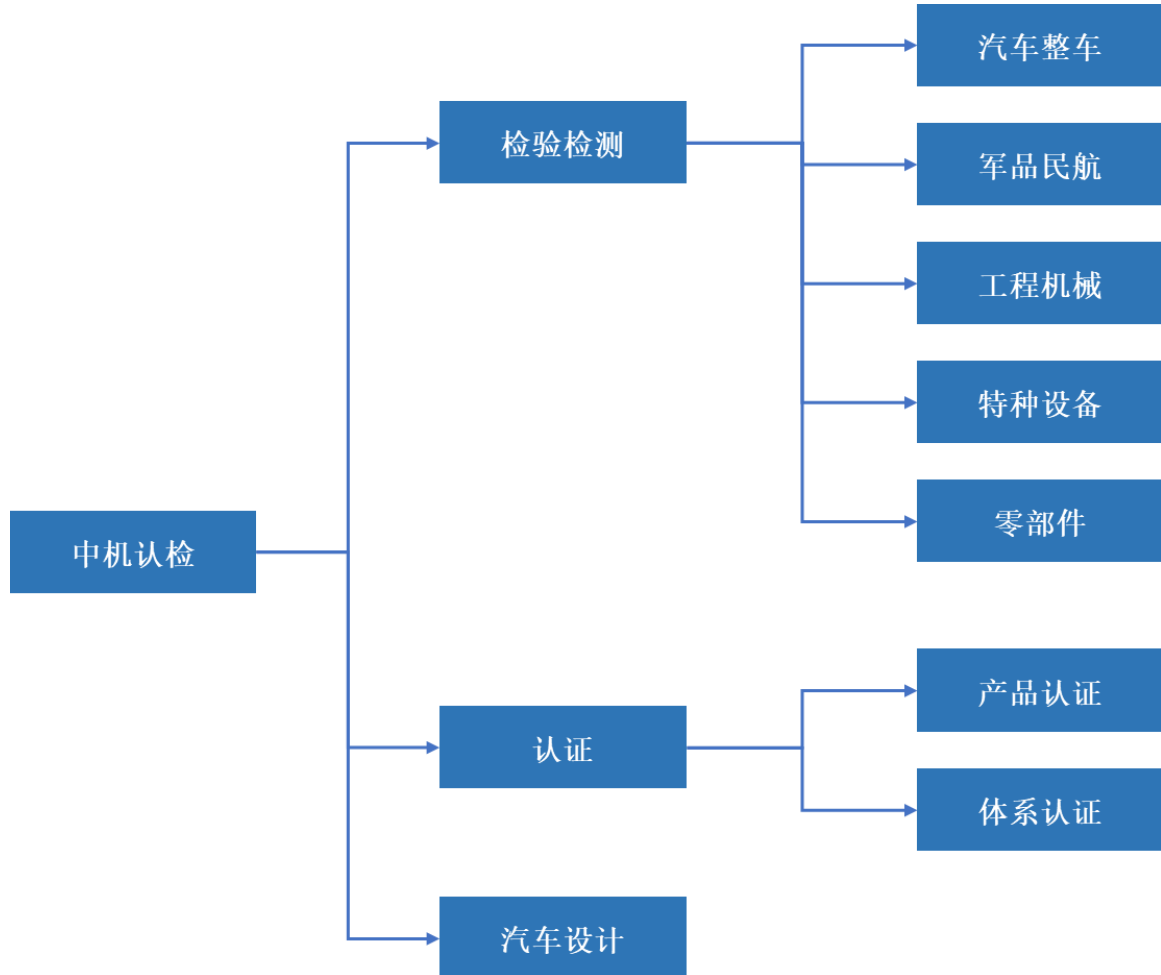 汽车整车
检验检测
军品民航
工程机械
特种设备
零部件
中机认检
产品认证
认证
体系认证
汽车设计